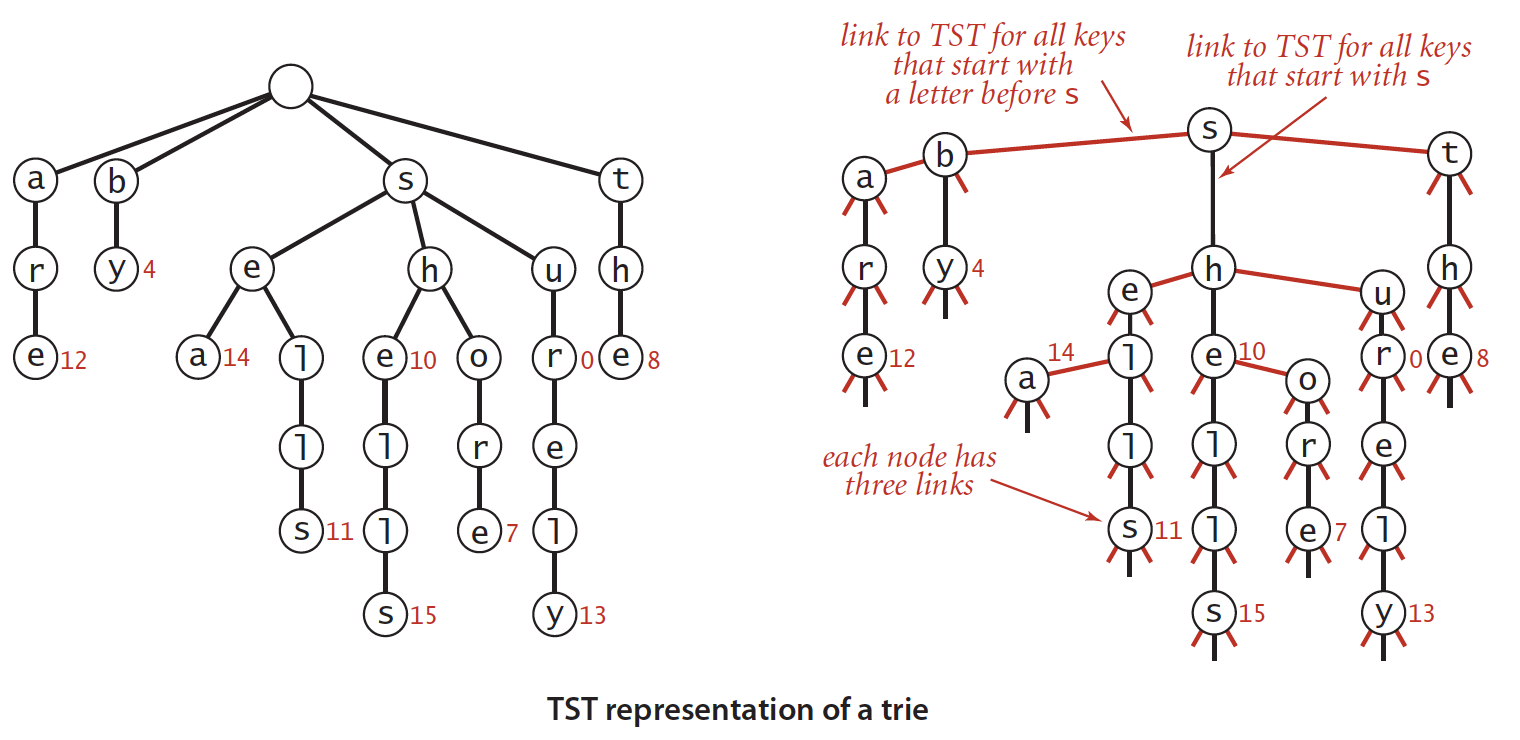 link to TST for all keys
that start with
a letter before s
link to TST for all keys
that start with s
a b s t
r y 4 e h u h
e 12 a 14 l e 10 o r 0 e 8
l l r e
s 11 l e 7 l
s 15 y 13
s
b t
a
r y 4 e h u h
e 12 a 14 l e 10 o r 0 e 8
l l r e
each node has
three links
s 11 l e 7 l
s 15 y 13
TST representation of a trie